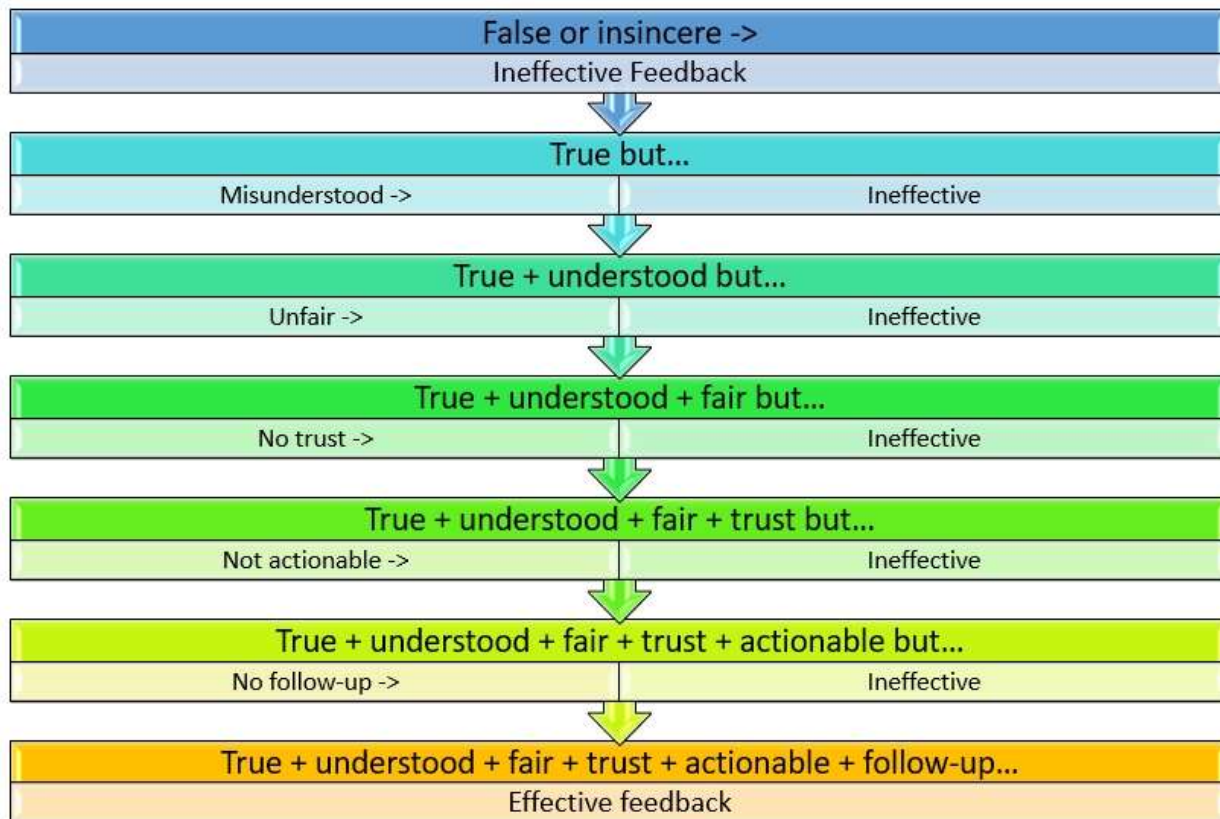 False or insincere ->
Ineffective Feedback
True but...
Misunderstood -> Ineffective
True + understood but...
Unfair -> Ineffective
True + understood + fair but...
No trust -> Ineffective
True + understood + fair + trust but...
Not actionable -> Ineffective
True + understood + fair + trust + actionable but...
No follow-up -> Ineffective
True + understood + fair + trust + actionable + follow-up...
Effective feedback